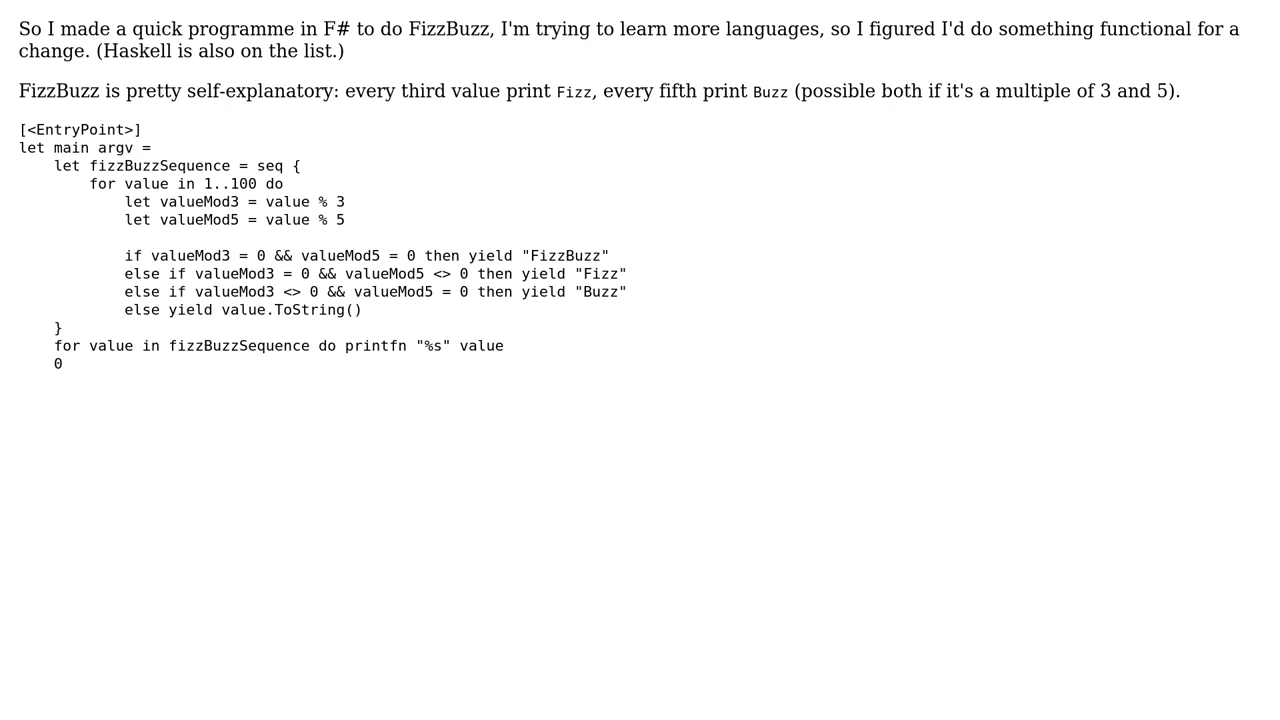 So I made a quick programme in F# to do FizzBuzz, I'm trying to learn more languages, so I figured I'd do something functional for a
change. (Haskell is also on the list.)
FizzBuzz is pretty self-explanatory: every third value print Fizz, every fifth print Buzz (possible both if it's a multiple of 3 and 5).
[<EntryPoint>]
let main argv =
    let fizzBuzzSequence = seq {
        for value in 1..100 do
            let valueMod3 = value % 3
            let valueMod5 = value % 5

            if valueMod3 = 0 && valueMod5 = 0 then yield "FizzBuzz"
            else if valueMod3 = 0 && valueMod5 <> 0 then yield "Fizz"
            else if valueMod3 <> 0 && valueMod5 = 0 then yield "Buzz"
            else yield value.ToString()
    }
    for value in fizzBuzzSequence do printfn "%s" value
    0